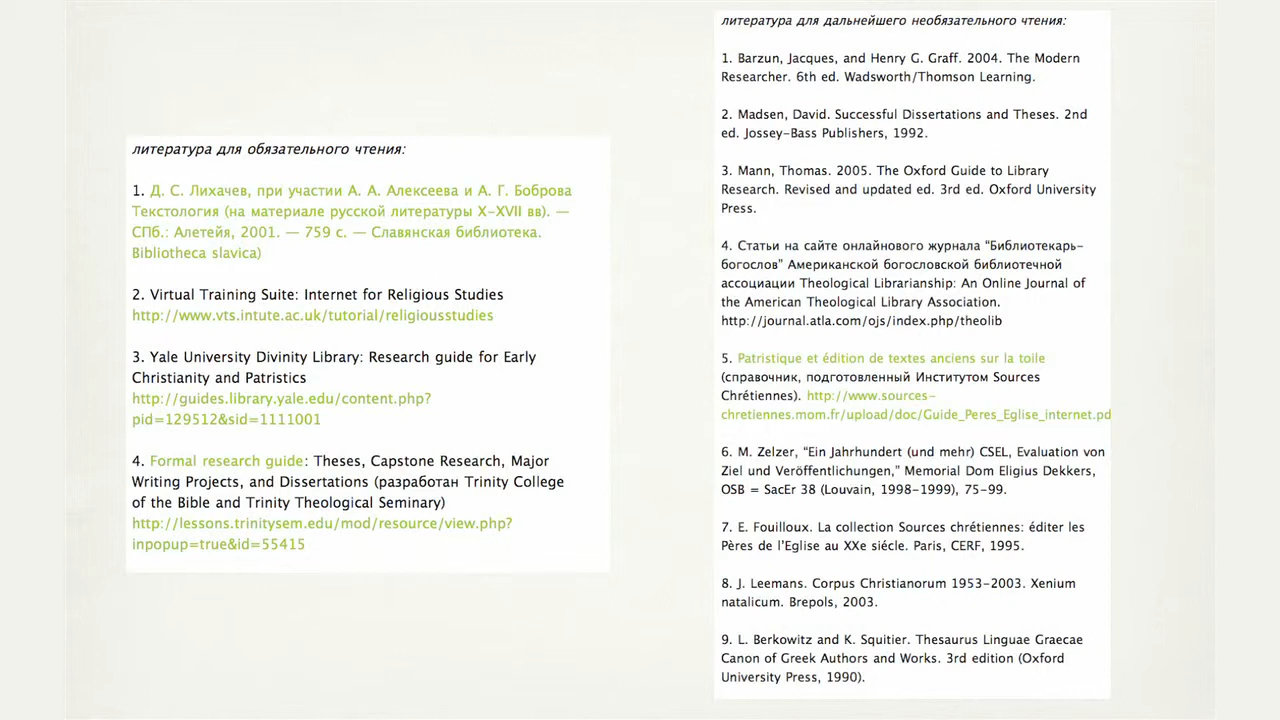 литература для обязательного чтения:
1. Д. С. Лихачев, при участии А. А. Алексеева и А. Г. Боброва
Текстология (на материале русской литературы X-XVII вв). —
СПб.: Алетейя, 2001. — 759 с. — Славянская библиотека.
Bibliotheca slavica)
2. Virtual Training Suite: Internet for Religious Studies
http://www.vts.intute.ac.uk/tutorial/religiousstudies
3. Yale University Divinity Library: Research guide for Early
Christianity and Patristics
http://guides.library.yale.edu/content.php?
pid=129512&sid=1111001
4. Formal research guide: Theses, Capstone Research, Major
Writing Projects, and Dissertations (разработан Trinity College
of the Bible and Trinity Theological Seminary)
http://lessons.trinitysem.edu/mod/resource/view.php?
inpopup=true&id=55415
литература для дальнейшего необязательного чтения:
1. Barzun, Jacques, and Henry G. Graff. 2004. The Modern
Researcher. 6th ed. Wadsworth/Thomson Learning.
2. Madsen, David. Successful Dissertations and Theses. 2nd
ed. Jossey-Bass Publishers, 1992.
3. Mann, Thomas. 2005. The Oxford Guide to Library
Research. Revised and updated ed. 3rd ed. Oxford University
Press.
4. Статьи на сайте онлайнового журнала “Библиотекарь-
богослов” Американской богословской библиотечной
ассоциации Theological Librarianship: An Online Journal of
the American Theological Library Association.
http://journal.atla.com/ojs/index.php/theolib
5. Patristique et édition de textes anciens sur la toile
(справочник, подготовленный Институтом Sources
Chrétiennes). http://www.sources-
chretiennes.mom.fr/upload/doc/Guide_Peres_Eglise_internet.pd
6. M. Zelzer, “Ein Jahrhundert (und mehr) CSEL, Evaluation von
Ziel und Veröffentlichungen,” Memorial Dom Eligius Dekkers,
OSB = SacEr 38 (Louvain, 1998-1999), 75-99.
7. E. Fouilloux. La collection Sources chrétiennes: éditer les
Pères de l’Eglise au XXe siécle. Paris, CERF, 1995.
8. J. Leemans. Corpus Christianorum 1953-2003. Xenium
natalicum. Brepols, 2003.
9. L. Berkowitz and K. Squitier. Thesaurus Linguae Graecae
Canon of Greek Authors and Works. 3rd edition (Oxford
University Press, 1990).